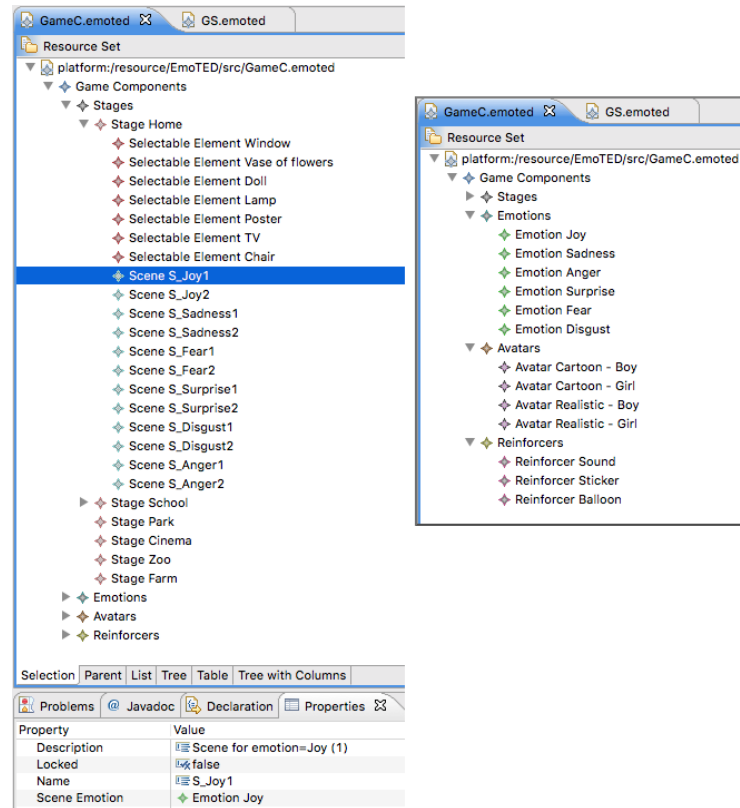 GameC.emoted GS.emoted
Resource Set
platform:/resource/EmoTED/src/GameC.emoted
Game Components
Stages
Stage Home
Selectable Element Window
Selectable Element Vase of flowers
Selectable Element Doll
Selectable Element Lamp
Selectable Element Poster
Selectable Element TV
Selectable Element Chair
Scene S_Joy1
Scene S_Joy2
Scene S_Sadness1
Scene S_Sadness2
Scene S_Fear1
Scene S_Fear2
Scene S_Surprise1
Scene S_Surprise2
Scene S_Disgust1
Scene S_Disgust2
Scene S_Anger1
Scene S_Anger2
Stage School
Stage Park
Stage Cinema
Stage Zoo
Stage Farm
Emotions
Avatars
Reinforcers
Selection Parent List Tree Table Tree with Columns
Problems @ Javadoc Declaration Properties
Property Value
Description Scene for emotion=Joy (1)
Locked false
Name S_Joy1
Scene Emotion Emotion Joy
GameC.emoted GS.emoted
Resource Set
platform:/resource/EmoTED/src/GameC.emoted
Game Components
Stages
Emotions
Emotion Joy
Emotion Sadness
Emotion Anger
Emotion Surprise
Emotion Fear
Emotion Disgust
Avatars
Avatar Cartoon - Boy
Avatar Cartoon - Girl
Avatar Realistic - Boy
Avatar Realistic - Girl
Reinforcers
Reinforcer Sound
Reinforcer Sticker
Reinforcer Balloon